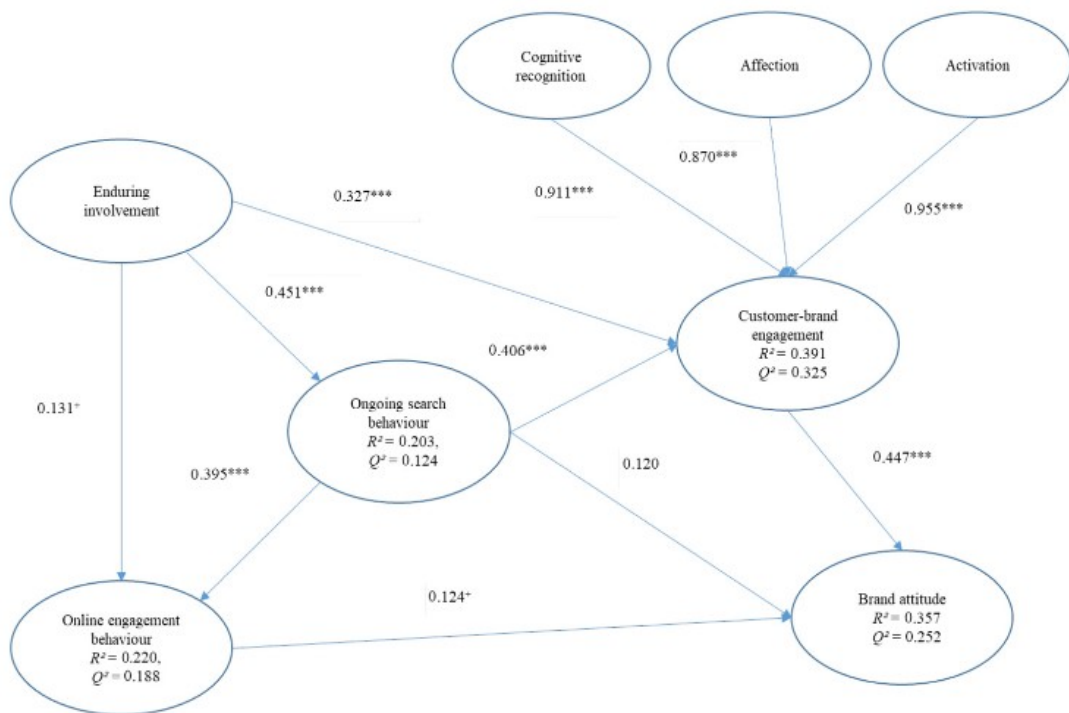 Cognitive
recognition
Affection
Activation
0.870***
0.911***
0.955***
Enduring
involvement
0.327***
0.451***
0.131⁺
Customer-brand
engagement
R² = 0.391
Q² = 0.325
0.406***
Ongoing search
behaviour
R² = 0.203,
Q² = 0.124
0.395***
0.120
0.447***
0.124⁺
Online engagement
behaviour
R² = 0.220,
Q² = 0.188
Brand attitude
R² = 0.357
Q² = 0.252